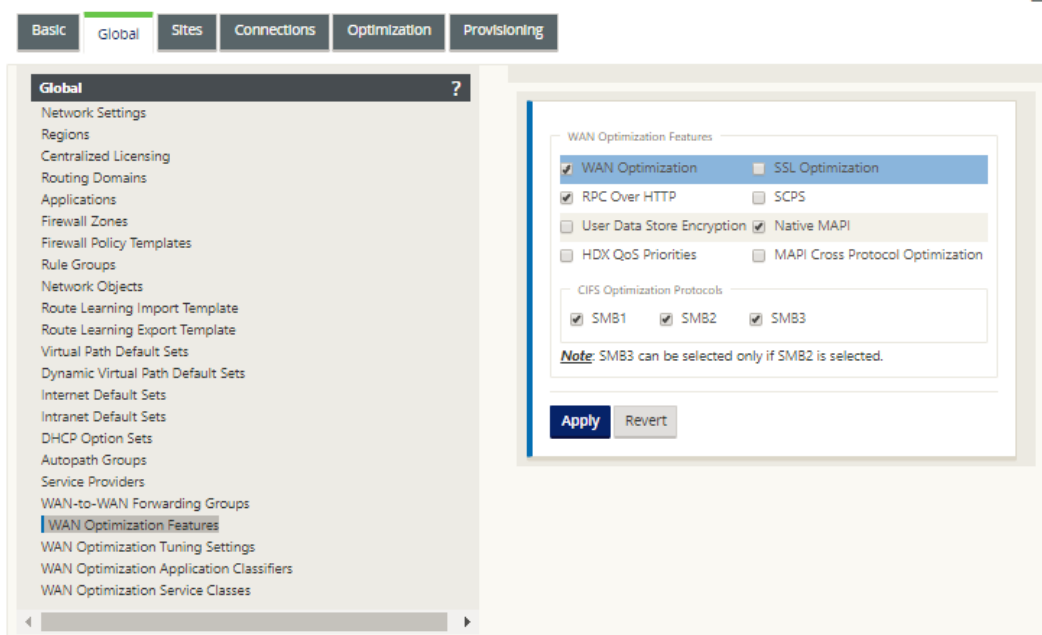 Basic Global Sites Connections Optimization Provisioning
Global ?
Network Settings
Regions
Centralized Licensing
Routing Domains
Applications
Firewall Zones
Firewall Policy Templates
Rule Groups
Network Objects
Route Learning Import Template
Route Learning Export Template
Virtual Path Default Sets
Dynamic Virtual Path Default Sets
Internet Default Sets
Intranet Default Sets
DHCP Option Sets
Autopath Groups
Service Providers
WAN-to-WAN Forwarding Groups
WAN Optimization Features
WAN Optimization Tuning Settings
WAN Optimization Application Classifiers
WAN Optimization Service Classes
WAN Optimization Features
WAN Optimization SSL Optimization
RPC Over HTTP SCPS
User Data Store Encryption Native MAPI
HDX QoS Priorities MAPI Cross Protocol Optimization
CIFS Optimization Protocols
SMB1 SMB2 SMB3
Note: SMB3 can be selected only if SMB2 is selected.
Apply Revert